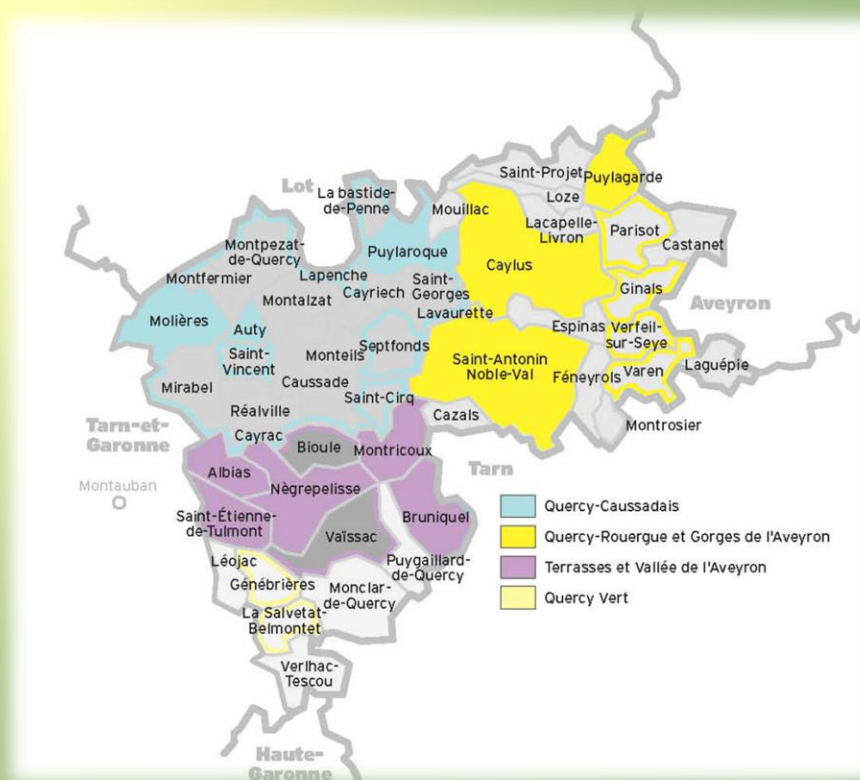 Saint-Projet
Puylagarde
Lot
La bastide-
de-Penne
Loze
Mouillac
Lacapelle-
Livron
Parisot
Castanet
Montpezat-
de-Quercy
Puylaroque
Caylus
Montfermier
Lapenche
Saint-
Georges
Ginals
Montalzat
Cayriech
Aveyron
Molières
Auty
Lavaurette
Espinas
Verfeil-
sur-Seye
Saint-
Vincent
Monteils
Septfonds
Saint-Antonin
Noble-Val
Laguépie
Mirabel
Caussade
Féneyrols
Varen
Saint-Cirq
Réalville
Cazals
Montrosier
Tarn-et-
Garonne
Cayrac
Bioule
Montricoux
Albias
Tarn
Montauban
Nègrepelisse
Saint-Étienne-
de-Tulmont
Bruniquel
Vaïssac
Léojac
Puygaillard-
de-Quercy
Génébrières
Monclar-
de-Quercy
La Salvetat-
Belmontet
Verlhac-
Tescou
Haute-
Garonne
Quercy-Caussadais
Quercy-Rouergue et Gorges de l'Aveyron
Terrasses et Vallée de l'Aveyron
Quercy Vert